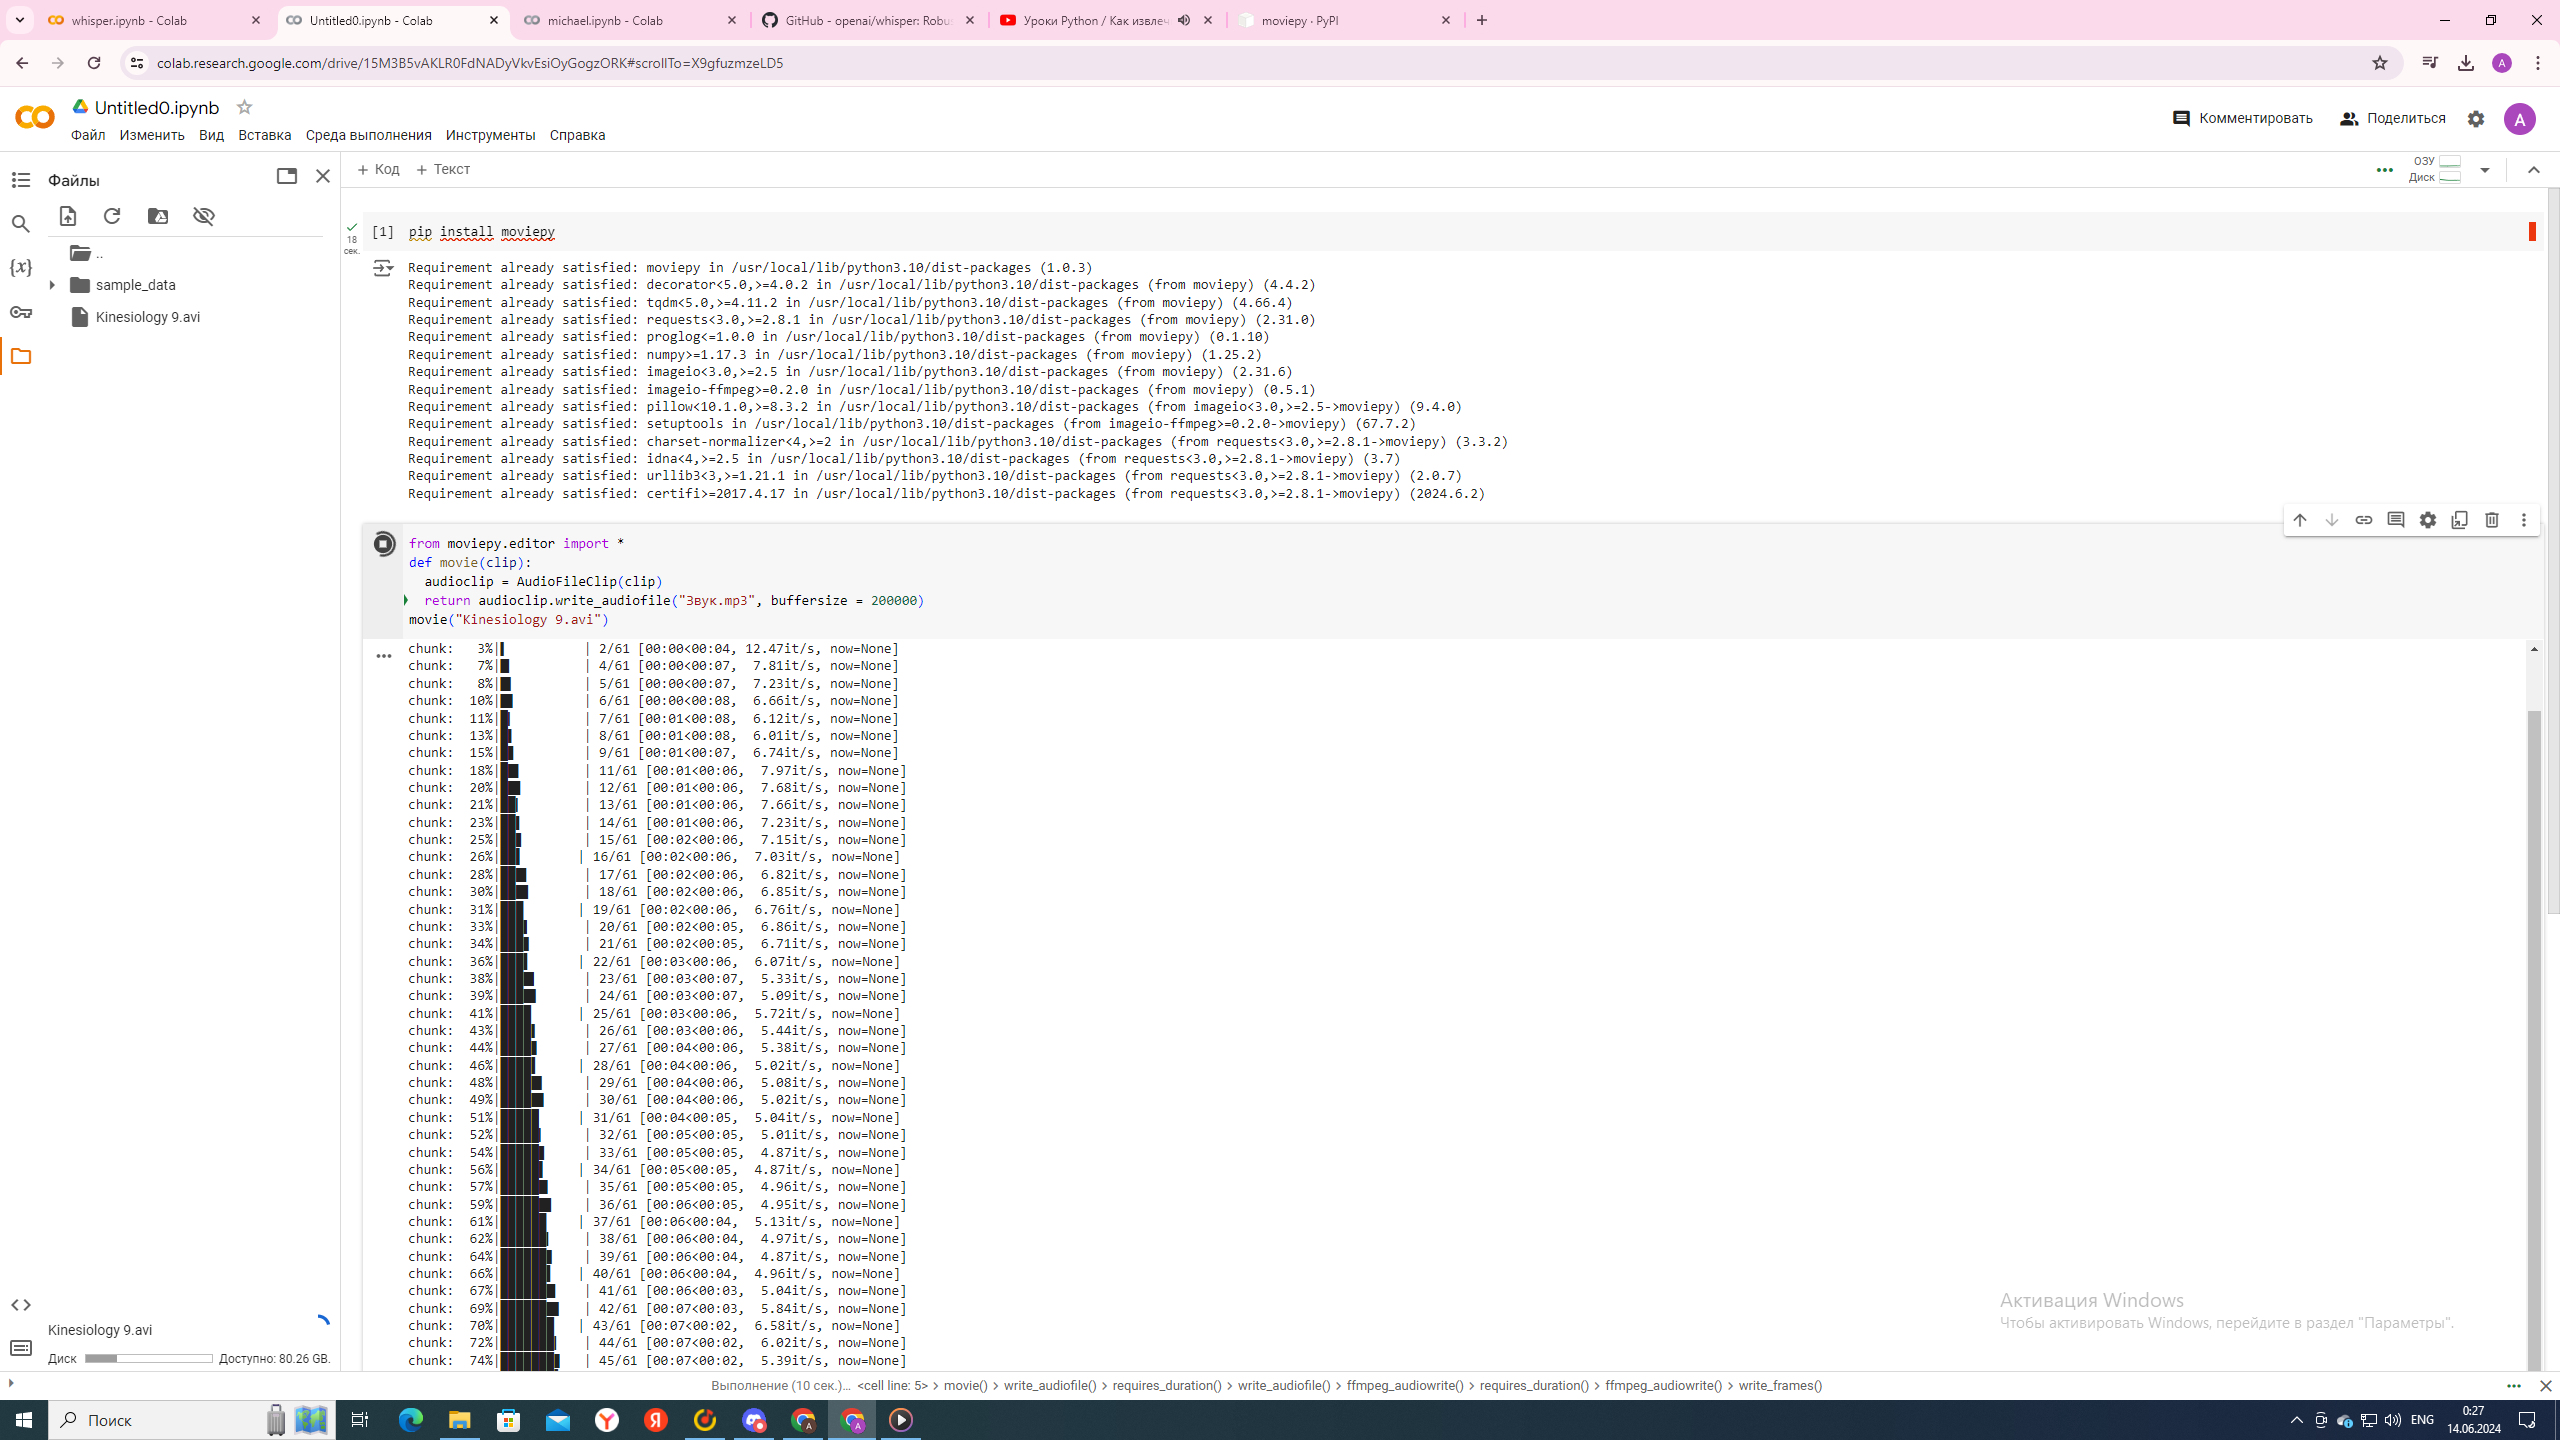 whisper.ipynb - Colab
Untitled0.ipynb - Colab
michael.ipynb - Colab
GitHub - openai/whisper: Robus
Уроки Python / Как извлеч
moviepy · PyPI
colab.research.google.com/drive/15M3B5vAKLR0FdNADyVkvEsiOyGogzORK#scrollTo=X9gfuzmzeLD5
A
Untitled0.ipynb
Файл Изменить Вид Вставка Среда выполнения Инструменты Справка
Комментировать
Поделиться
A
Файлы
+ Код + Текст
ОЗУ
Диск
..
sample_data
Kinesiology 9.avi
18
сек.
[1] pip install moviepy
Requirement already satisfied: moviepy in /usr/local/lib/python3.10/dist-packages (1.0.3)
Requirement already satisfied: decorator<5.0,>=4.0.2 in /usr/local/lib/python3.10/dist-packages (from moviepy) (4.4.2)
Requirement already satisfied: tqdm<5.0,>=4.11.2 in /usr/local/lib/python3.10/dist-packages (from moviepy) (4.66.4)
Requirement already satisfied: requests<3.0,>=2.8.1 in /usr/local/lib/python3.10/dist-packages (from moviepy) (2.31.0)
Requirement already satisfied: proglog<=1.0.0 in /usr/local/lib/python3.10/dist-packages (from moviepy) (0.1.10)
Requirement already satisfied: numpy>=1.17.3 in /usr/local/lib/python3.10/dist-packages (from moviepy) (1.25.2)
Requirement already satisfied: imageio<3.0,>=2.5 in /usr/local/lib/python3.10/dist-packages (from moviepy) (2.31.6)
Requirement already satisfied: imageio-ffmpeg>=0.2.0 in /usr/local/lib/python3.10/dist-packages (from moviepy) (0.5.1)
Requirement already satisfied: pillow<10.1.0,>=8.3.2 in /usr/local/lib/python3.10/dist-packages (from imageio<3.0,>=2.5->moviepy) (9.4.0)
Requirement already satisfied: setuptools in /usr/local/lib/python3.10/dist-packages (from imageio-ffmpeg>=0.2.0->moviepy) (67.7.2)
Requirement already satisfied: charset-normalizer<4,>=2 in /usr/local/lib/python3.10/dist-packages (from requests<3.0,>=2.8.1->moviepy) (3.3.2)
Requirement already satisfied: idna<4,>=2.5 in /usr/local/lib/python3.10/dist-packages (from requests<3.0,>=2.8.1->moviepy) (3.7)
Requirement already satisfied: urllib3<3,>=1.21.1 in /usr/local/lib/python3.10/dist-packages (from requests<3.0,>=2.8.1->moviepy) (2.0.7)
Requirement already satisfied: certifi>=2017.4.17 in /usr/local/lib/python3.10/dist-packages (from requests<3.0,>=2.8.1->moviepy) (2024.6.2)
from moviepy.editor import *
def movie(clip):
  audioclip = AudioFileClip(clip)
  return audioclip.write_audiofile("Звук.mp3", buffersize = 200000)
movie("Kinesiology 9.avi")
chunk: 3%| | 2/61 [00:00<00:04, 12.47it/s, now=None]
chunk: 7%| | 4/61 [00:00<00:07, 7.81it/s, now=None]
chunk: 8%| | 5/61 [00:00<00:07, 7.23it/s, now=None]
chunk: 10%| | 6/61 [00:00<00:08, 6.66it/s, now=None]
chunk: 11%| | 7/61 [00:01<00:08, 6.12it/s, now=None]
chunk: 13%| | 8/61 [00:01<00:08, 6.01it/s, now=None]
chunk: 15%| | 9/61 [00:01<00:07, 6.74it/s, now=None]
chunk: 18%| | 11/61 [00:01<00:06, 7.97it/s, now=None]
chunk: 20%| | 12/61 [00:01<00:06, 7.68it/s, now=None]
chunk: 21%| | 13/61 [00:01<00:06, 7.66it/s, now=None]
chunk: 23%| | 14/61 [00:01<00:06, 7.23it/s, now=None]
chunk: 25%| | 15/61 [00:02<00:06, 7.15it/s, now=None]
chunk: 26%| | 16/61 [00:02<00:06, 7.03it/s, now=None]
chunk: 28%| | 17/61 [00:02<00:06, 6.82it/s, now=None]
chunk: 30%| | 18/61 [00:02<00:06, 6.85it/s, now=None]
chunk: 31%| | 19/61 [00:02<00:06, 6.76it/s, now=None]
chunk: 33%| | 20/61 [00:02<00:05, 6.86it/s, now=None]
chunk: 34%| | 21/61 [00:02<00:05, 6.71it/s, now=None]
chunk: 36%| | 22/61 [00:03<00:06, 6.07it/s, now=None]
chunk: 38%| | 23/61 [00:03<00:07, 5.33it/s, now=None]
chunk: 39%| | 24/61 [00:03<00:07, 5.09it/s, now=None]
chunk: 41%| | 25/61 [00:03<00:06, 5.72it/s, now=None]
chunk: 43%| | 26/61 [00:03<00:06, 5.44it/s, now=None]
chunk: 44%| | 27/61 [00:04<00:06, 5.38it/s, now=None]
chunk: 46%| | 28/61 [00:04<00:06, 5.02it/s, now=None]
chunk: 48%| | 29/61 [00:04<00:06, 5.08it/s, now=None]
chunk: 49%| | 30/61 [00:04<00:06, 5.02it/s, now=None]
chunk: 51%| | 31/61 [00:04<00:05, 5.04it/s, now=None]
chunk: 52%| | 32/61 [00:05<00:05, 5.01it/s, now=None]
chunk: 54%| | 33/61 [00:05<00:05, 4.87it/s, now=None]
chunk: 56%| | 34/61 [00:05<00:05, 4.87it/s, now=None]
chunk: 57%| | 35/61 [00:05<00:05, 4.96it/s, now=None]
chunk: 59%| | 36/61 [00:06<00:05, 4.95it/s, now=None]
chunk: 61%| | 37/61 [00:06<00:04, 5.13it/s, now=None]
chunk: 62%| | 38/61 [00:06<00:04, 4.97it/s, now=None]
chunk: 64%| | 39/61 [00:06<00:04, 4.87it/s, now=None]
chunk: 66%| | 40/61 [00:06<00:04, 4.96it/s, now=None]
chunk: 67%| | 41/61 [00:06<00:03, 5.04it/s, now=None]
chunk: 69%| | 42/61 [00:07<00:03, 5.84it/s, now=None]
chunk: 70%| | 43/61 [00:07<00:02, 6.58it/s, now=None]
chunk: 72%| | 44/61 [00:07<00:02, 6.02it/s, now=None]
chunk: 74%| | 45/61 [00:07<00:02, 5.39it/s, now=None]
Активация Windows
Чтобы активировать Windows, перейдите в раздел "Параметры".
Kinesiology 9.avi
Диск Доступно: 80.26 GB.
Выполнение (10 сек.)... <cell line: 5> > movie() > write_audiofile() > requires_duration() > write_audiofile() > ffmpeg_audiowrite() > requires_duration() > ffmpeg_audiowrite() > write_frames()
Поиск
ENG
0:27
14.06.2024